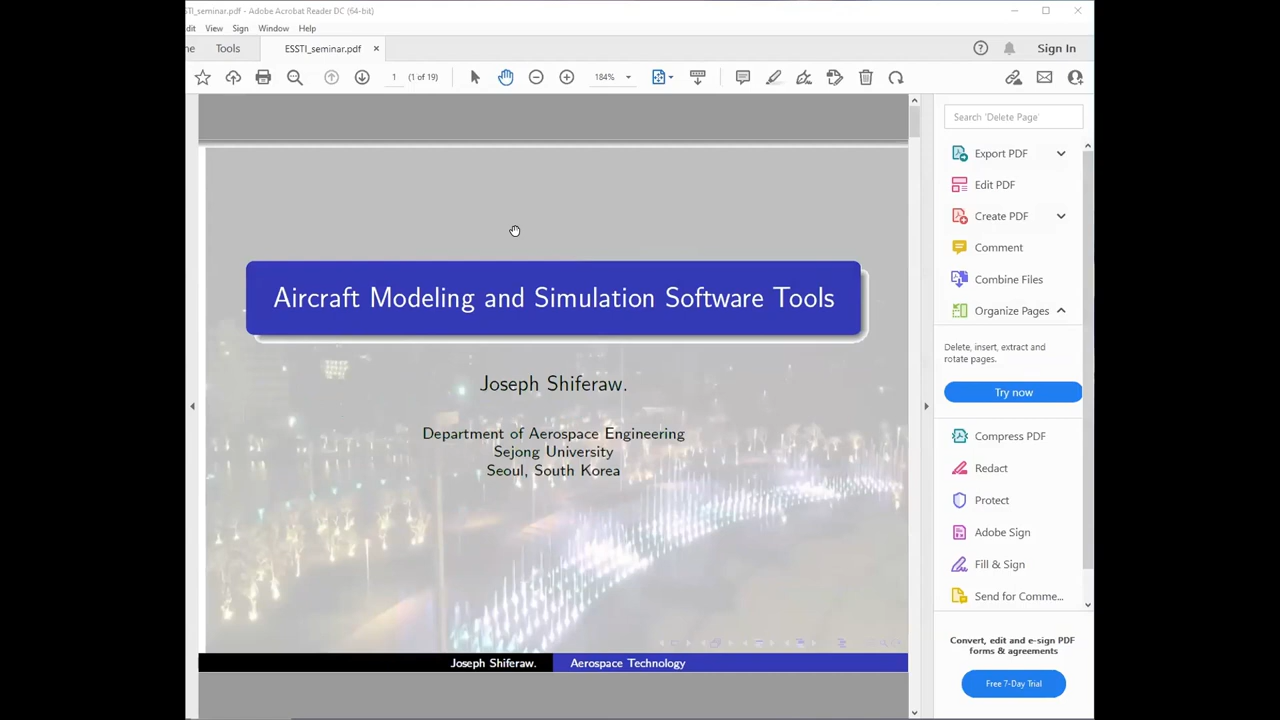 TI_seminar.pdf - Adobe Acrobat Reader DC (64-bit)
dit View Sign Window Help
ne Tools ESSTI_seminar.pdf × Sign In
1 (1 of 19) 184%
Search 'Delete Page'
Export PDF
Edit PDF
Create PDF
Comment
Combine Files
Organize Pages
Delete, insert, extract and
rotate pages.
Try now
Compress PDF
Redact
Protect
Adobe Sign
Fill & Sign
Send for Comme...
Convert, edit and e-sign PDF
forms & agreements
Free 7-Day Trial
Aircraft Modeling and Simulation Software Tools
Joseph Shiferaw.
Department of Aerospace Engineering
Sejong University
Seoul, South Korea
Joseph Shiferaw. Aerospace Technology